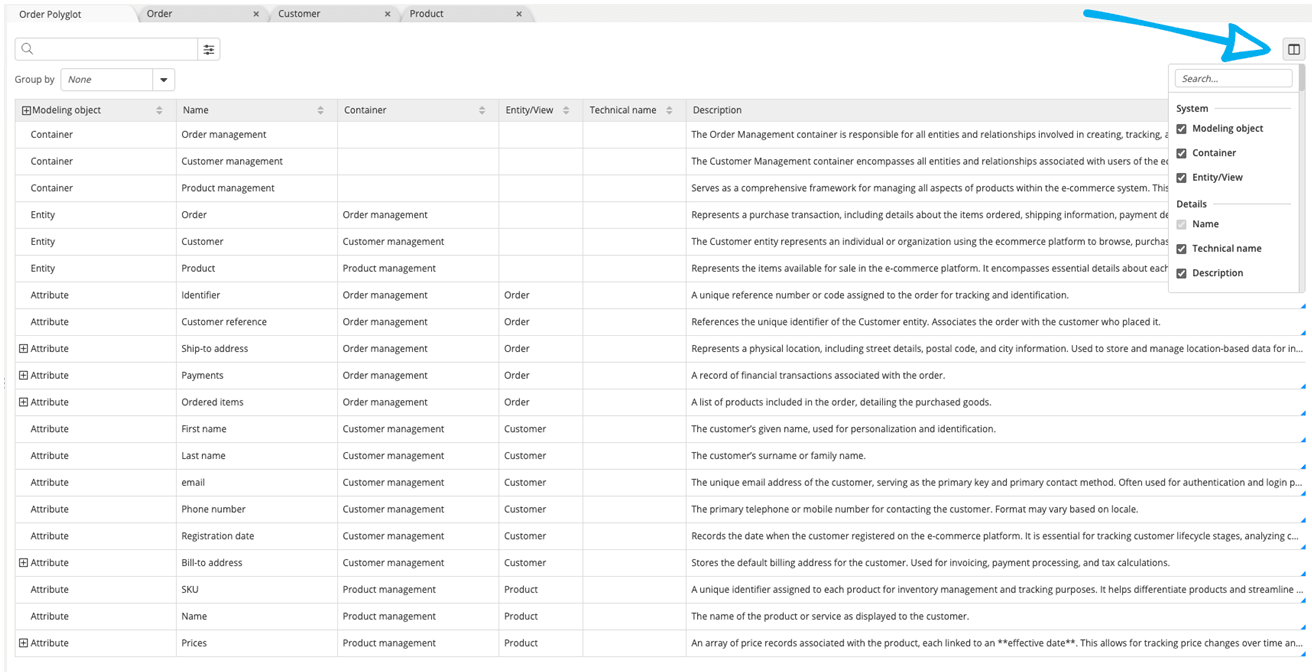 Order Polyglot Order × Customer × Product ×
Group by None
Modeling object Name Container Entity/View Technical name Description
Container Order management The Order Management container is responsible for all entities and relationships involved in creating, tracking, a
Container Customer management The Customer Management container encompasses all entities and relationships associated with users of the ec
Container Product management Serves as a comprehensive framework for managing all aspects of products within the e-commerce system. This
Entity Order Order management Represents a purchase transaction, including details about the items ordered, shipping information, payment de
Entity Customer Customer management The Customer entity represents an individual or organization using the ecommerce platform to browse, purchas
Entity Product Product management Represents the items available for sale in the e-commerce platform. It encompasses essential details about each
Attribute Identifier Order management Order A unique reference number or code assigned to the order for tracking and identification.
Attribute Customer reference Order management Order References the unique identifier of the Customer entity. Associates the order with the customer who placed it.
Attribute Ship-to address Order management Order Represents a physical location, including street details, postal code, and city information. Used to store and manage location-based data for in...
Attribute Payments Order management Order A record of financial transactions associated with the order.
Attribute Ordered items Order management Order A list of products included in the order, detailing the purchased goods.
Attribute First name Customer management Customer The customer's given name, used for personalization and identification.
Attribute Last name Customer management Customer The customer's surname or family name.
Attribute email Customer management Customer The unique email address of the customer, serving as the primary key and primary contact method. Often used for authentication and login p...
Attribute Phone number Customer management Customer The primary telephone or mobile number for contacting the customer. Format may vary based on locale.
Attribute Registration date Customer management Customer Records the date when the customer registered on the e-commerce platform. It is essential for tracking customer lifecycle stages, analyzing c...
Attribute Bill-to address Customer management Customer Stores the default billing address for the customer. Used for invoicing, payment processing, and tax calculations.
Attribute SKU Product management Product A unique identifier assigned to each product for inventory management and tracking purposes. It helps differentiate products and streamline ...
Attribute Name Product management Product The name of the product or service as displayed to the customer.
Attribute Prices Product management Product An array of price records associated with the product, each linked to an **effective date**. This allows for tracking price changes over time an...
Search...
System
Modeling object
Container
Entity/View
Details
Name
Technical name
Description